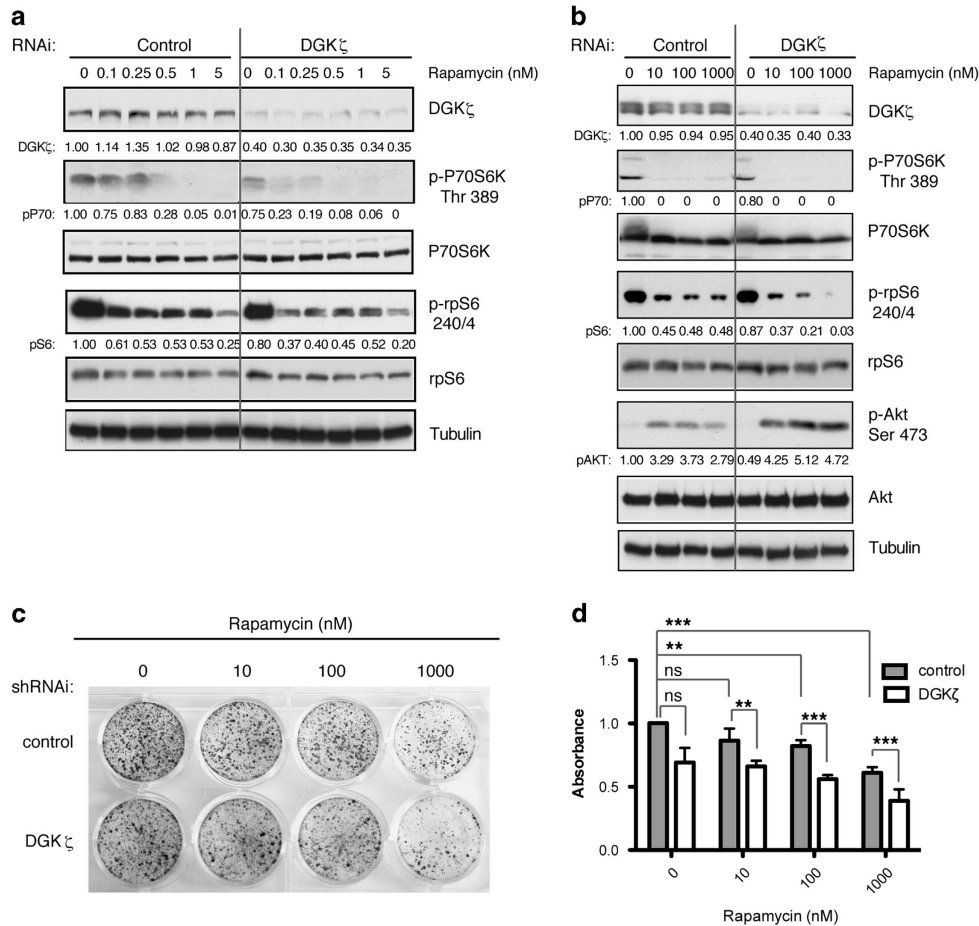 a
RNAi: Control DGKζ
0 0.1 0.25 0.5 1 5 0 0.1 0.25 0.5 1 5 Rapamycin (nM)
DGKζ
DGKζ: 1.00 1.14 1.35 1.02 0.98 0.87 0.40 0.30 0.35 0.35 0.34 0.35
p-P70S6K
Thr 389
pP70: 1.00 0.75 0.83 0.28 0.05 0.01 0.75 0.23 0.19 0.08 0.06 0
P70S6K
p-rpS6
240/4
pS6: 1.00 0.61 0.53 0.53 0.53 0.25 0.80 0.37 0.40 0.45 0.52 0.20
rpS6
Tubulin
b
RNAi: Control DGKζ
0 10 100 1000 0 10 100 1000 Rapamycin (nM)
DGKζ
DGKζ: 1.00 0.95 0.94 0.95 0.40 0.35 0.40 0.33
p-P70S6K
Thr 389
pP70: 1.00 0 0 0 0.80 0 0 0
P70S6K
p-rpS6
240/4
pS6: 1.00 0.45 0.48 0.48 0.87 0.37 0.21 0.03
rpS6
p-Akt
Ser 473
pAKT: 1.00 3.29 3.73 2.79 0.49 4.25 5.12 4.72
Akt
Tubulin
c
Rapamycin (nM)
0 10 100 1000
shRNAi:
control
DGKζ
d
***
**
ns
ns
**
***
***
control
DGKζ
1.5
1.0
0.5
0.0
Absorbance
0 10 100 1000
Rapamycin (nM)